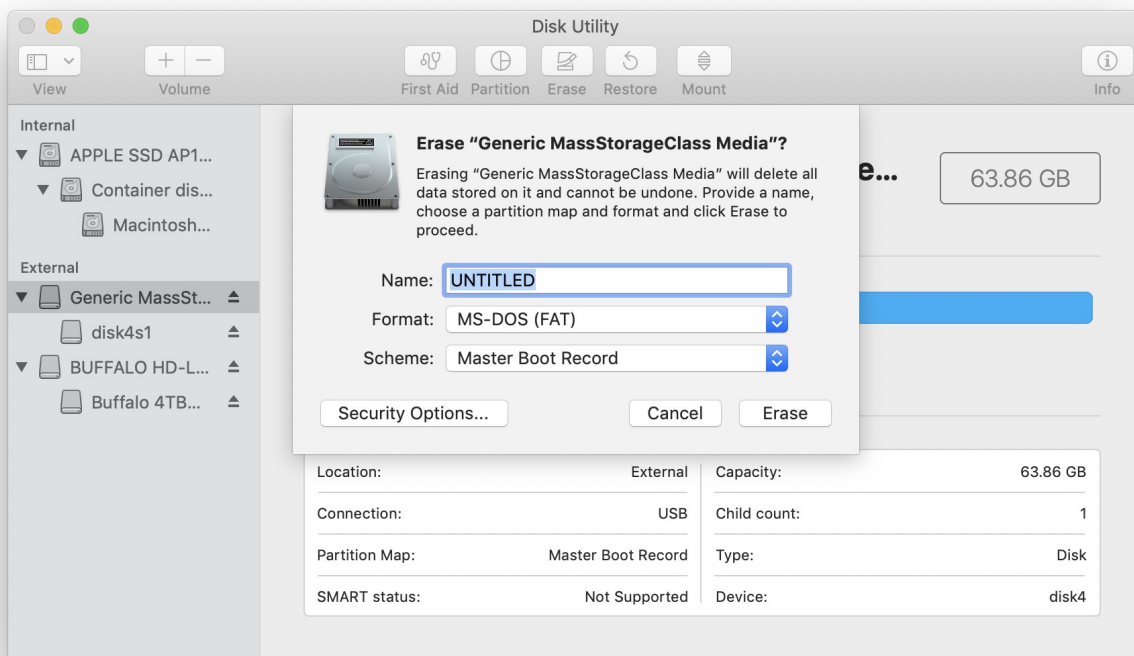 Disk Utility
View
Volume
First Aid
Partition
Erase
Restore
Mount
Info
Internal
APPLE SSD AP1...
Container dis...
Macintosh...
External
Generic MassSt...
disk4s1
BUFFALO HD-L...
Buffalo 4TB...
Erase “Generic MassStorageClass Media”?
Erasing “Generic MassStorageClass Media” will delete all
data stored on it and cannot be undone. Provide a name,
choose a partition map and format and click Erase to
proceed.
Name: UNTITLED
Format: MS-DOS (FAT)
Scheme: Master Boot Record
Security Options...
Cancel
Erase
e...
63.86 GB
Location: External
Capacity: 63.86 GB
Connection: USB
Child count: 1
Partition Map: Master Boot Record
Type: Disk
SMART status: Not Supported
Device: disk4